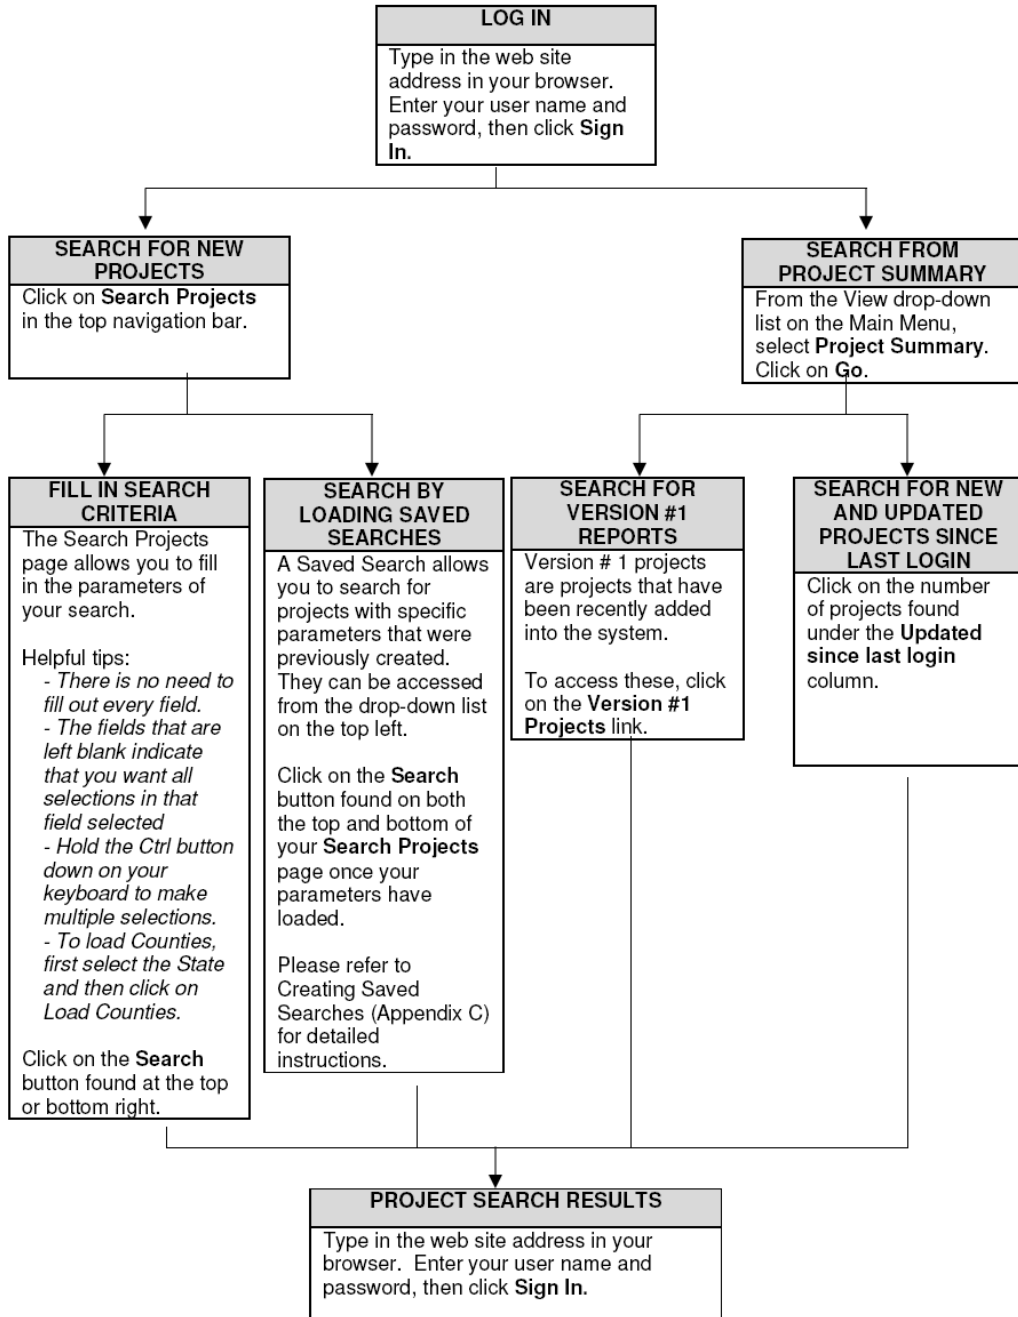 LOG IN
Type in the web site
address in your browser.
Enter your user name and
password, then click Sign
In.
SEARCH FOR NEW
PROJECTS
Click on Search Projects
in the top navigation bar.
SEARCH FROM
PROJECT SUMMARY
From the View drop-down
list on the Main Menu,
select Project Summary.
Click on Go.
FILL IN SEARCH
CRITERIA
The Search Projects
page allows you to fill
in the parameters of
your search.
Helpful tips:
- There is no need to
fill out every field.
- The fields that are
left blank indicate
that you want all
selections in that
field selected
- Hold the Ctrl button
down on your
keyboard to make
multiple selections.
- To load Counties,
first select the State
and then click on
Load Counties.
Click on the Search
button found at the top
or bottom right.
SEARCH BY
LOADING SAVED
SEARCHES
A Saved Search allows
you to search for
projects with specific
parameters that were
previously created.
They can be accessed
from the drop-down list
on the top left.
Click on the Search
button found on both
the top and bottom of
your Search Projects
page once your
parameters have
loaded.
Please refer to
Creating Saved
Searches (Appendix C)
for detailed
instructions.
SEARCH FOR
VERSION #1
REPORTS
Version # 1 projects
are projects that have
been recently added
into the system.
To access these, click
on the Version #1
Projects link.
SEARCH FOR NEW
AND UPDATED
PROJECTS SINCE
LAST LOGIN
Click on the number
of projects found
under the Updated
since last login
column.
PROJECT SEARCH RESULTS
Type in the web site address in your
browser.  Enter your user name and
password, then click Sign In.